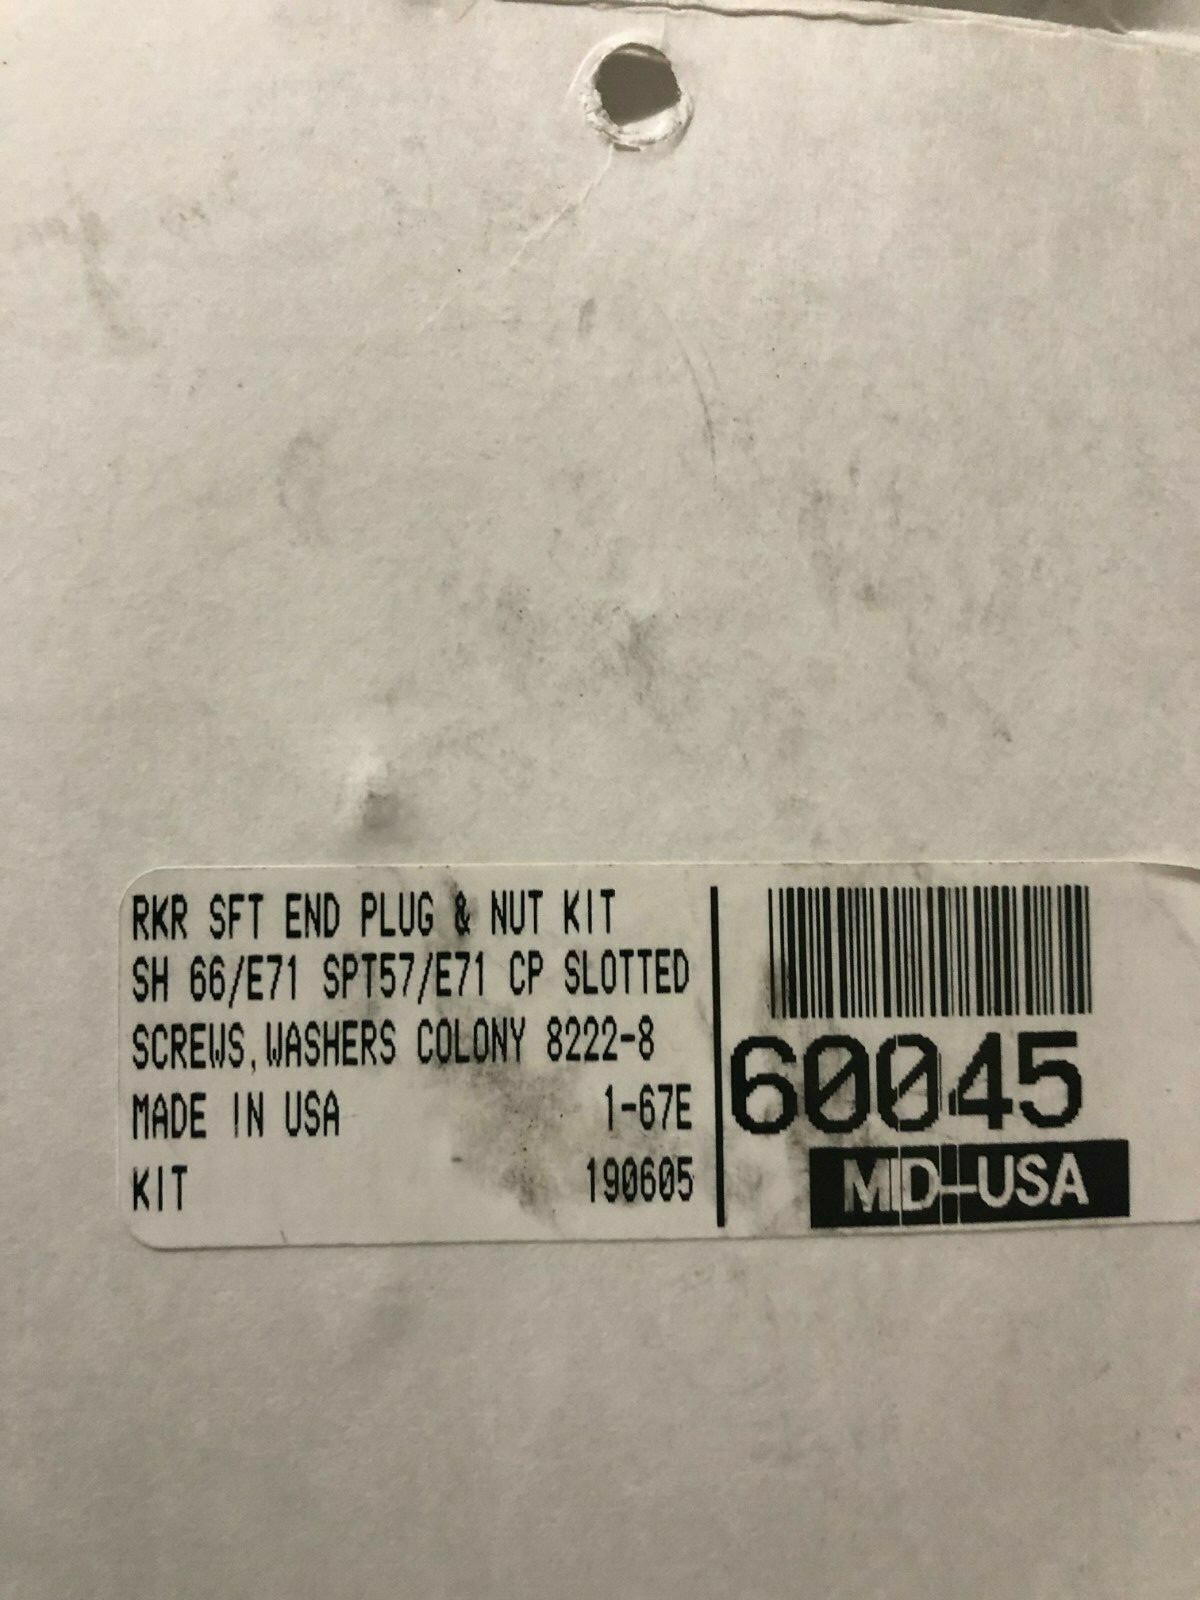 RKR SFT END PLUG & NUT KIT
SH 66/E71 SPT57/E71 CP SLOTTED
SCREWS,WASHERS COLONY 8222-8
MADE IN USA 1-67E
KIT 190605
60045
MID-USA